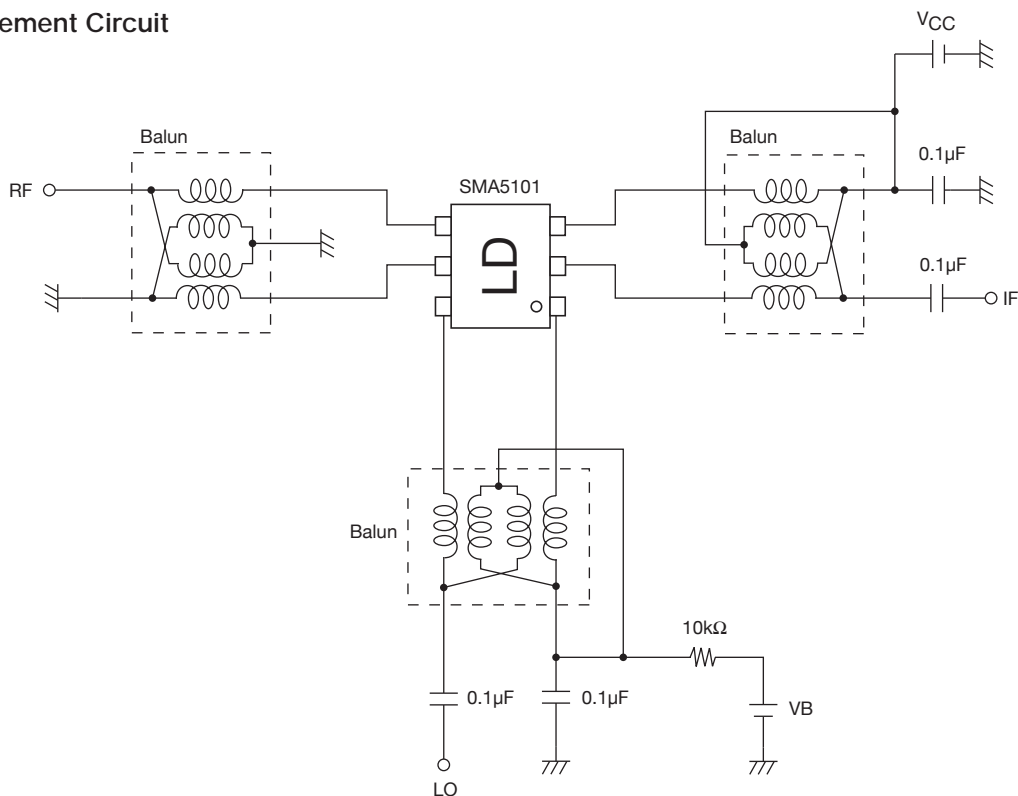 ement Circuit
VCC
Balun
Balun
0.1µF
RF
SMA5101
LD
0.1µF
IF
Balun
10kΩ
0.1µF
0.1µF
VB
LO